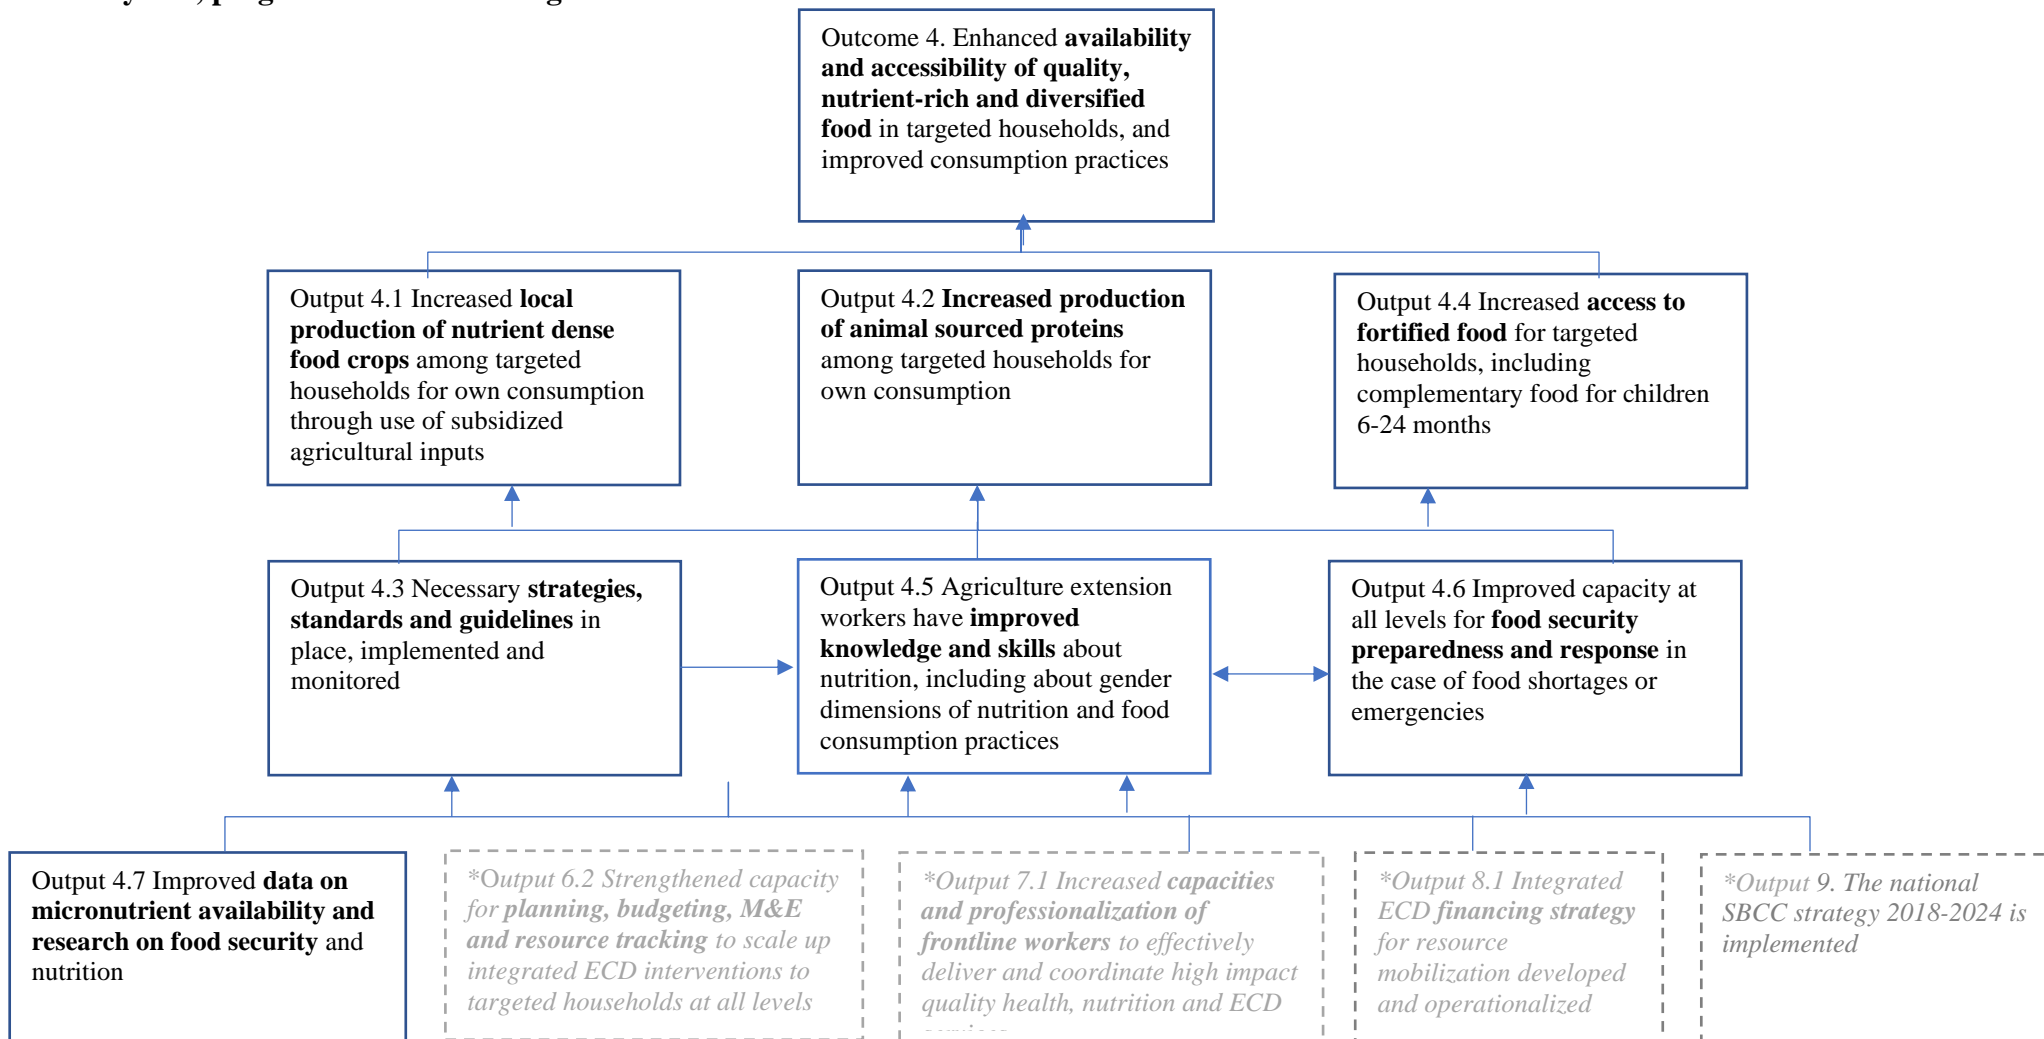 Outcome 4. Enhanced availability
and accessibility of quality,
nutrient-rich and diversified
food in targeted households, and
improved consumption practices
Output 4.1 Increased local
production of nutrient dense
food crops among targeted
households for own consumption
through use of subsidized
agricultural inputs
Output 4.2 Increased production
of animal sourced proteins
among targeted households for
own consumption
Output 4.4 Increased access to
fortified food for targeted
households, including
complementary food for children
6-24 months
Output 4.3 Necessary strategies,
standards and guidelines in
place, implemented and
monitored
Output 4.5 Agriculture extension
workers have improved
knowledge and skills about
nutrition, including about gender
dimensions of nutrition and food
consumption practices
Output 4.6 Improved capacity at
all levels for food security
preparedness and response in
the case of food shortages or
emergencies
Output 4.7 Improved data on
micronutrient availability and
research on food security and
nutrition
*Output 6.2 Strengthened capacity
for planning, budgeting, M&E
and resource tracking to scale up
integrated ECD interventions to
targeted households at all levels
*Output 7.1 Increased capacities
and professionalization of
frontline workers to effectively
deliver and coordinate high impact
quality health, nutrition and ECD
*Output 8.1 Integrated
ECD financing strategy
for resource
mobilization developed
and operationalized
*Output 9. The national
SBCC strategy 2018-2024 is
implemented